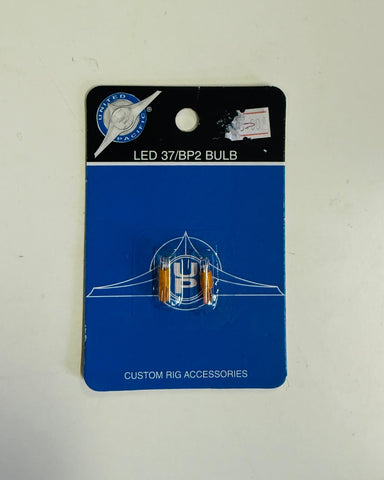 UNITED
PACIFIC®
LED 37/BP2 BULB
UP
CUSTOM RIG ACCESSORIES